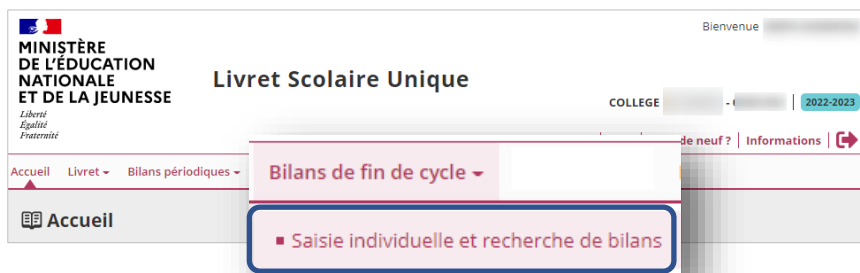 Bienvenue
MINISTÈRE
DE L'ÉDUCATION
NATIONALE
ET DE LA JEUNESSE
Liberté
Égalité
Fraternité
Livret Scolaire Unique
COLLEGE - 2022-2023
de neuf ? | Informations
Accueil Livret Bilans périodiques
Bilans de fin de cycle
Accueil
Saisie individuelle et recherche de bilans